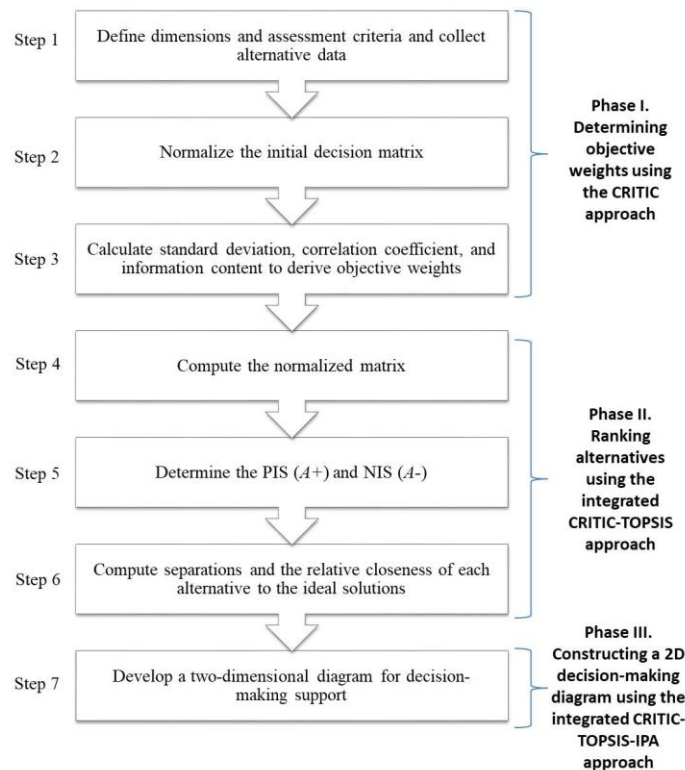 Step 1
Define dimensions and assessment criteria and collect
alternative data
Step 2
Normalize the initial decision matrix
Step 3
Calculate standard deviation, correlation coefficient, and
information content to derive objective weights
Phase I.
Determining
objective
weights using
the CRITIC
approach
Step 4
Compute the normalized matrix
Step 5
Determine the PIS (A+) and NIS (A-)
Step 6
Compute separations and the relative closeness of each
alternative to the ideal solutions
Phase II.
Ranking
alternatives
using the
integrated
CRITIC-TOPSIS
approach
Step 7
Develop a two-dimensional diagram for decision-
making support
Phase III.
Constructing a 2D
decision-making
diagram using the
integrated CRITIC-
TOPSIS-IPA
approach